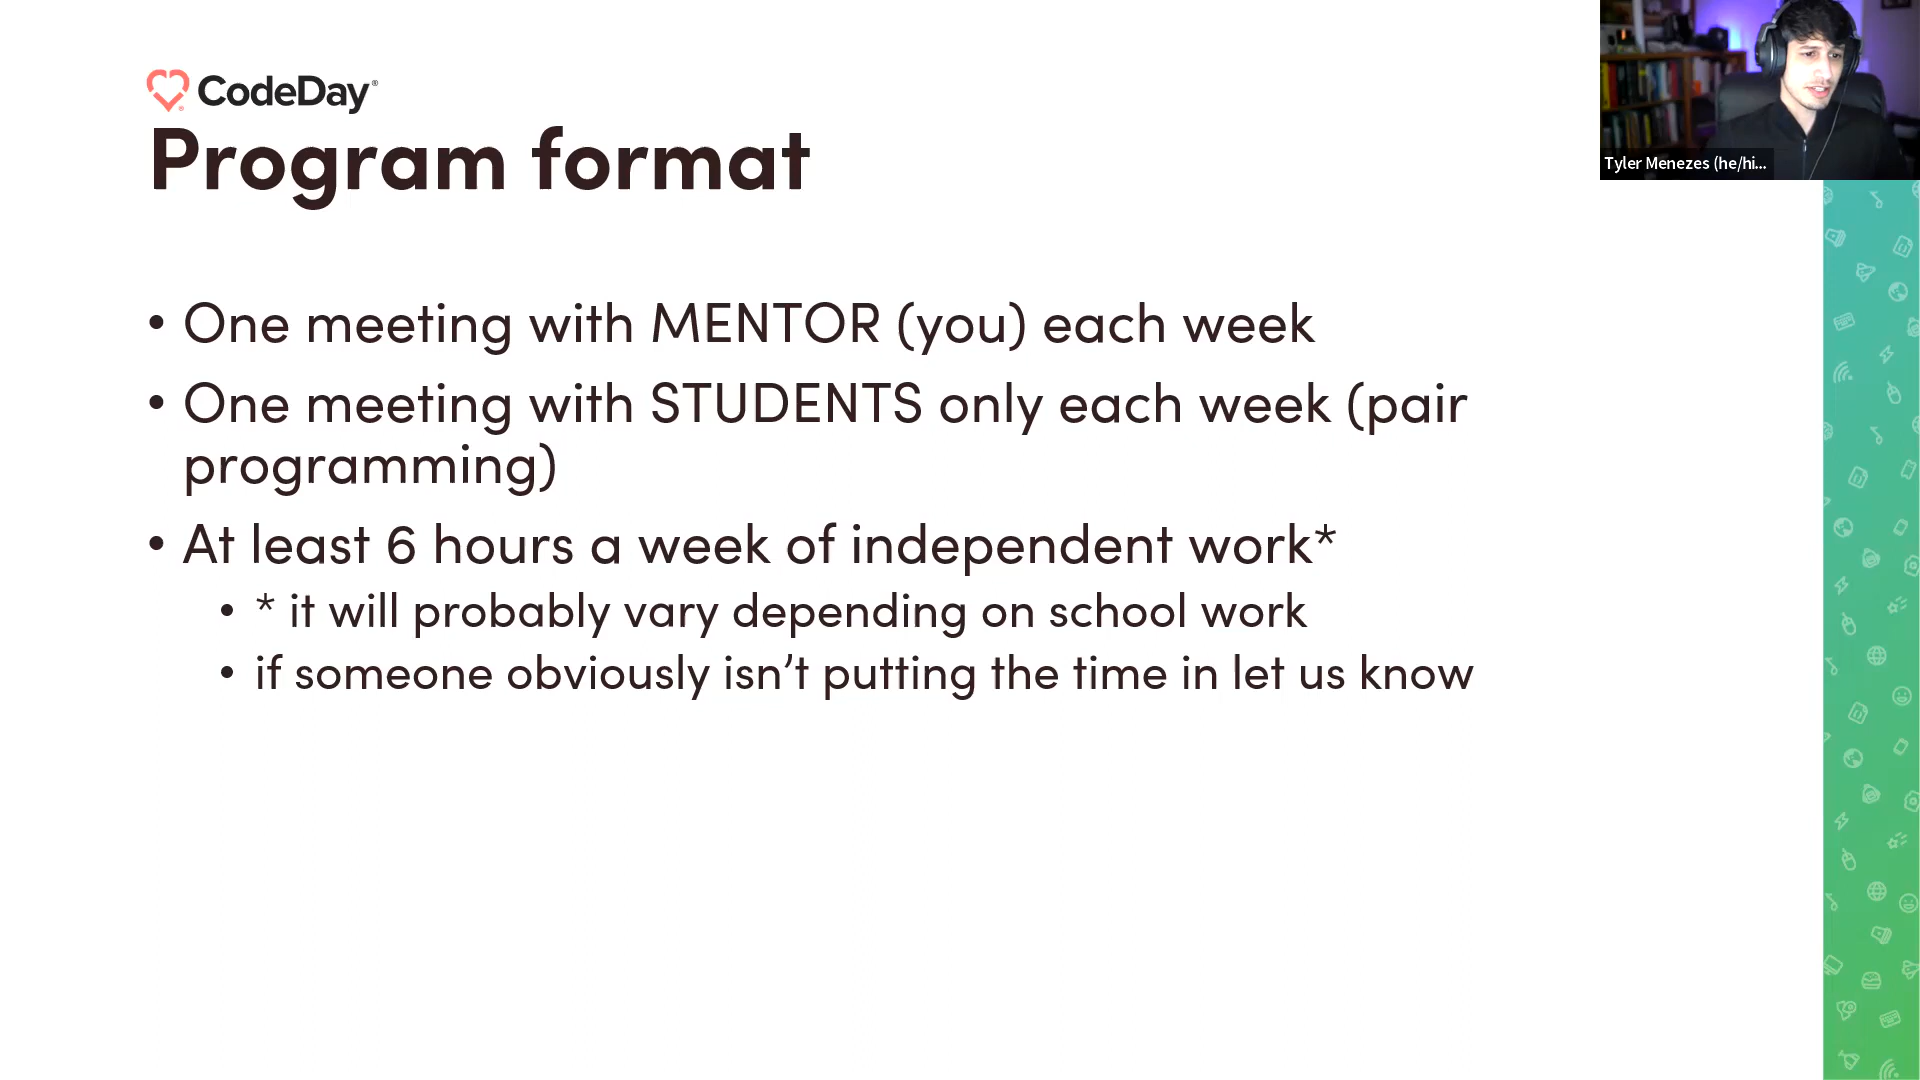 CodeDay®
Program format
• One meeting with MENTOR (you) each week
• One meeting with STUDENTS only each week (pair
programming)
• At least 6 hours a week of independent work*
• * it will probably vary depending on school work
• if someone obviously isn’t putting the time in let us know
Tyler Menezes (he/hi...